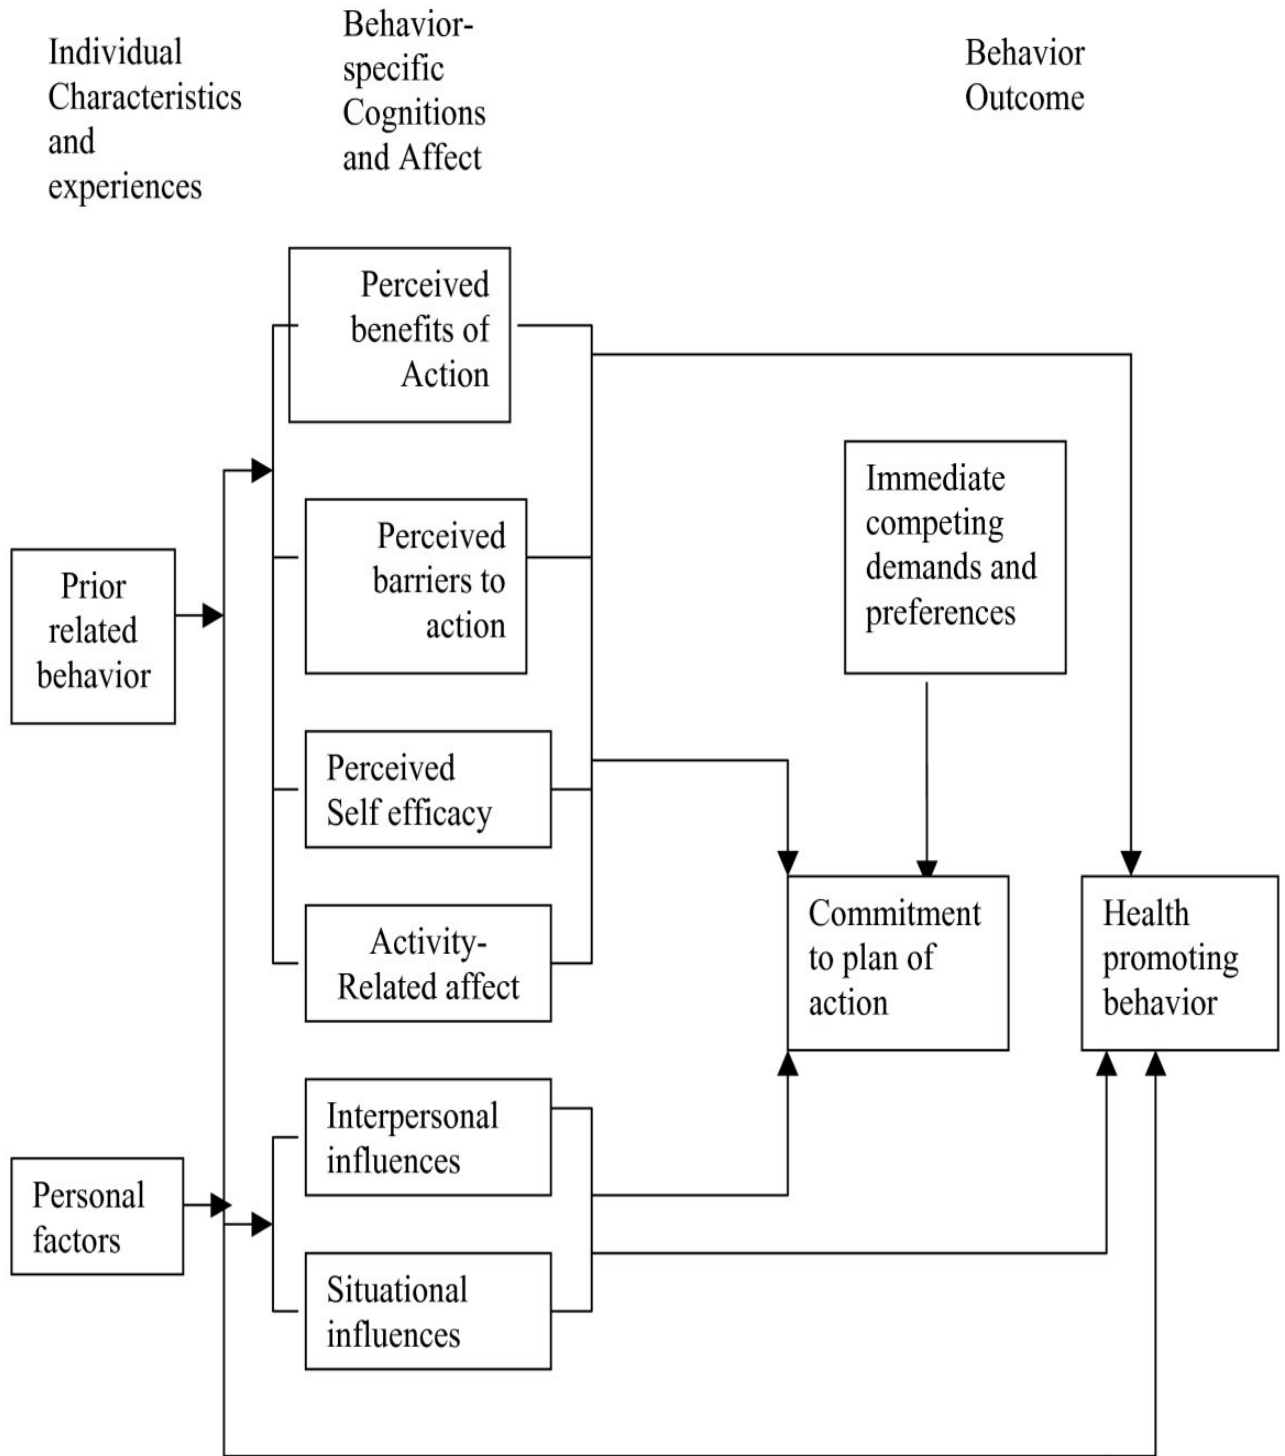 Individual
Characteristics
and
experiences
Behavior-
specific
Cognitions
and Affect
Behavior
Outcome
Perceived
benefits of
Action
Perceived
barriers to
action
Prior
related
behavior
Perceived
Self efficacy
Activity-
Related affect
Immediate
competing
demands and
preferences
Commitment
to plan of
action
Health
promoting
behavior
Interpersonal
influences
Personal
factors
Situational
influences